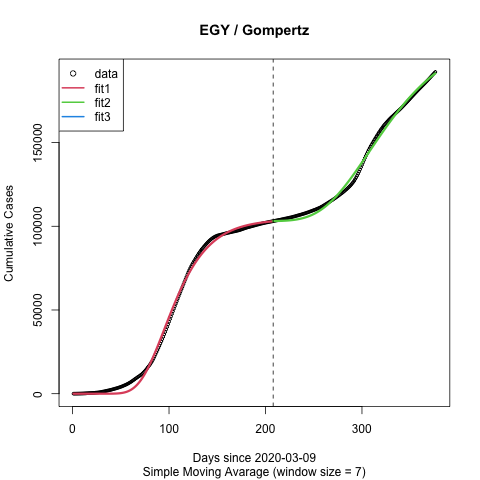 EGY / Gompertz
data
fit1
fit2
fit3
Cumulative Cases
0
50000
100000
150000
0 100 200 300
Days since 2020-03-09
Simple Moving Avarage (window size = 7)